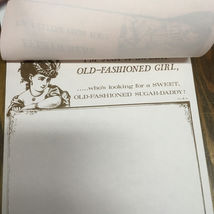 OLD-FASHIONED GIRL,
.....who's looking for a SWEET,
OLD-FASHIONED SUGAR-DADDY!